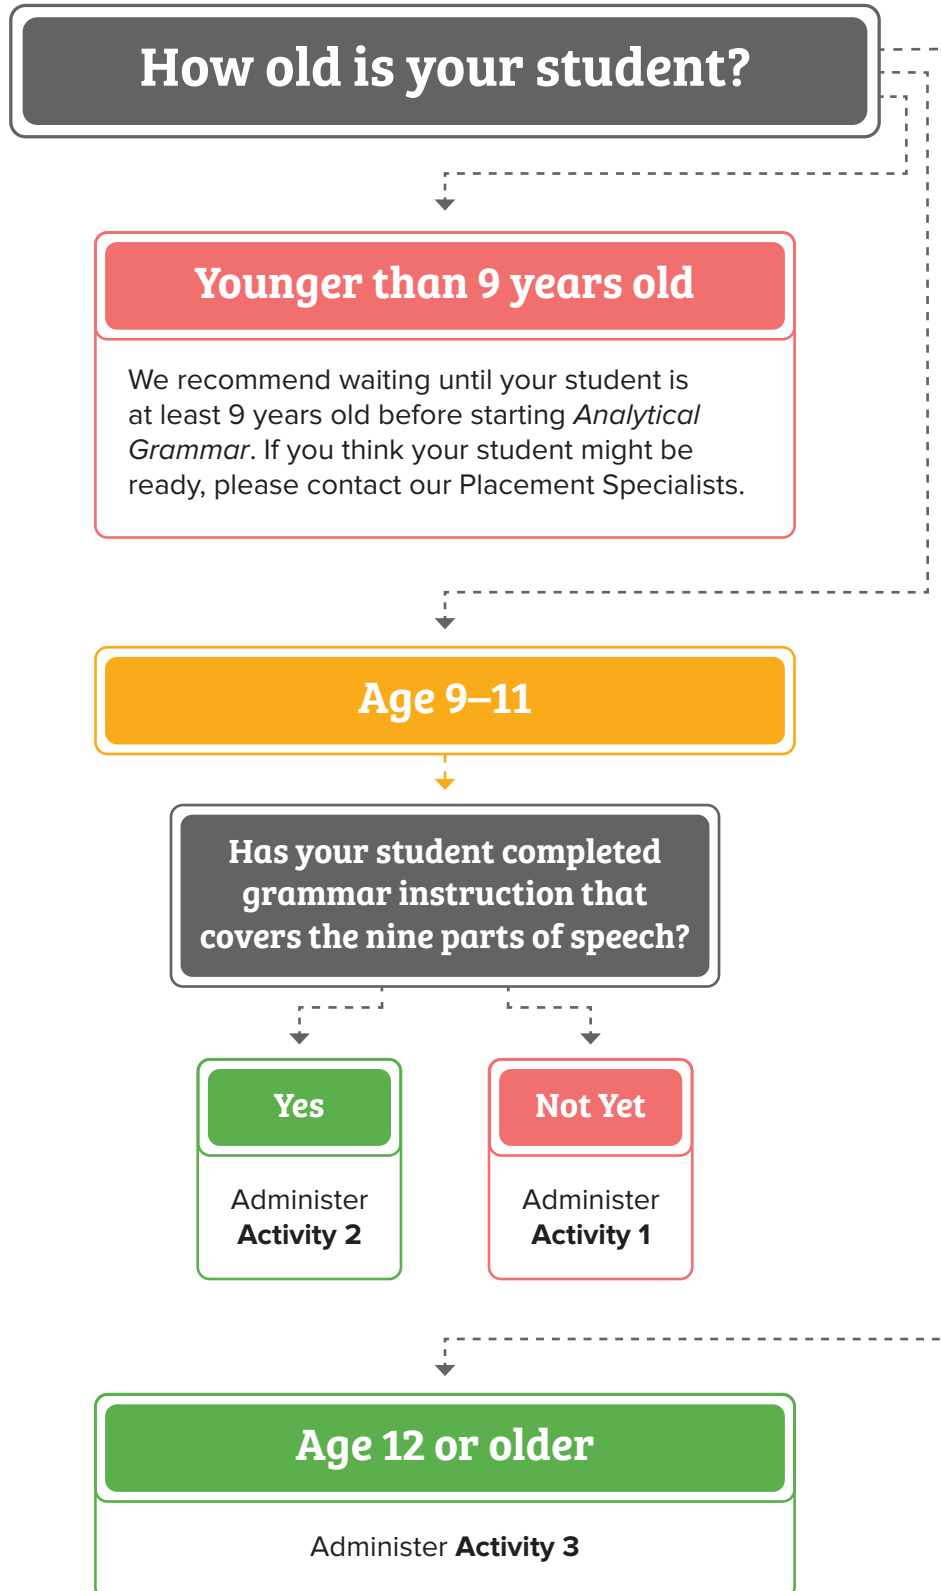 How old is your student?
Younger than 9 years old
We recommend waiting until your student is
at least 9 years old before starting Analytical
Grammar. If you think your student might be
ready, please contact our Placement Specialists.
Age 9–11
Has your student completed
grammar instruction that
covers the nine parts of speech?
Yes
Administer
Activity 2
Not Yet
Administer
Activity 1
Age 12 or older
Administer Activity 3